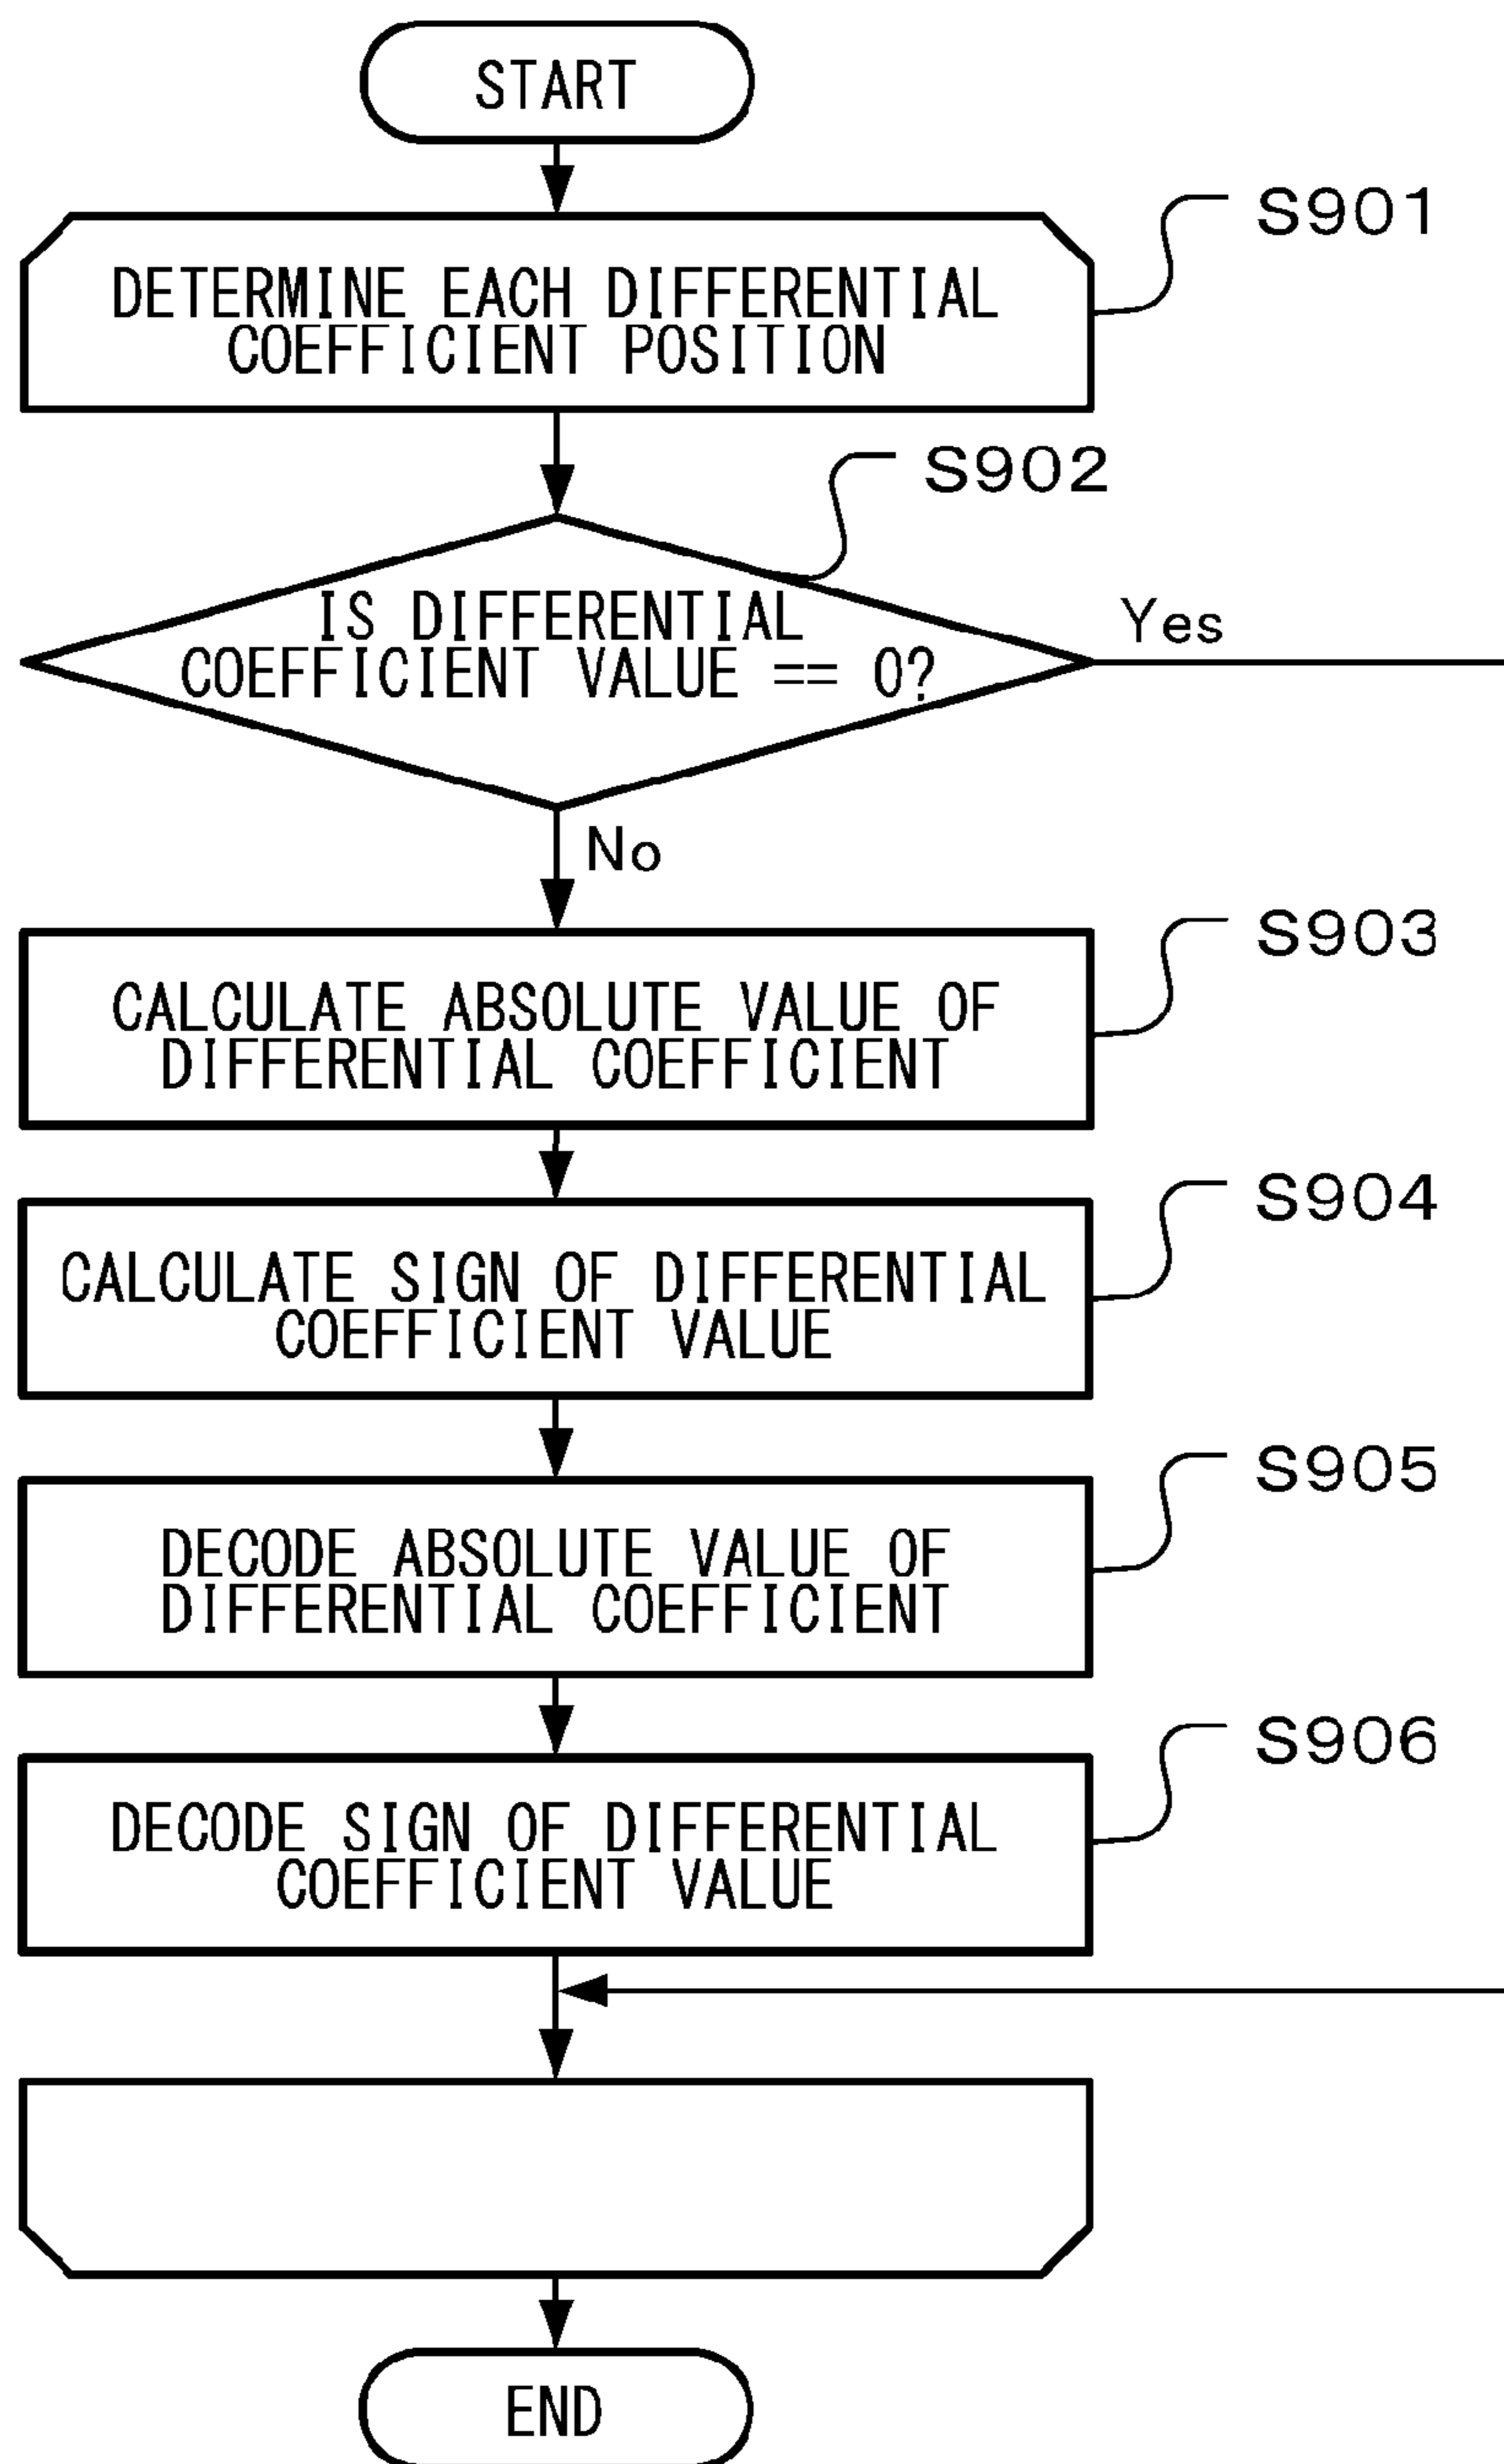 START
S901
DETERMINE EACH DIFFERENTIAL
COEFFICIENT POSITION
S902
IS DIFFERENTIAL
COEFFICIENT VALUE == 0?
Yes
No
S903
CALCULATE ABSOLUTE VALUE OF
DIFFERENTIAL COEFFICIENT
S904
CALCULATE SIGN OF DIFFERENTIAL
COEFFICIENT VALUE
S905
DECODE ABSOLUTE VALUE OF
DIFFERENTIAL COEFFICIENT
S906
DECODE SIGN OF DIFFERENTIAL
COEFFICIENT VALUE
END